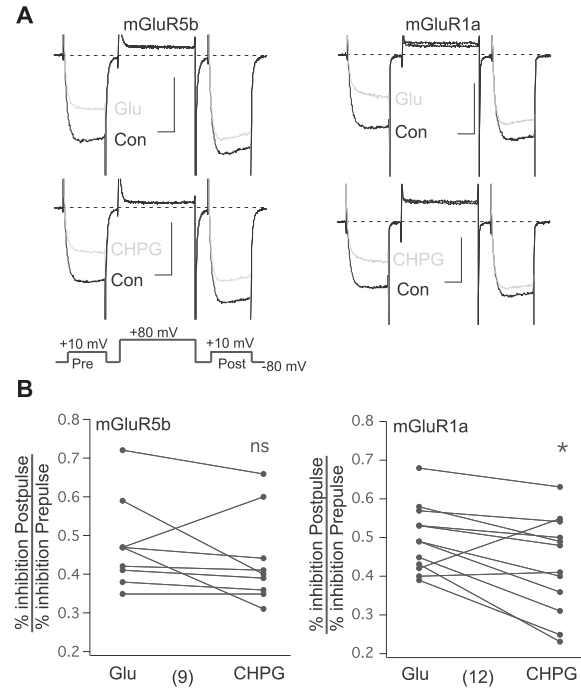 A
mGluR5b
mGluR1a
Glu
Con
Glu
Con
CHPG
Con
CHPG
Con
+80 mV
+10 mV
+10 mV
Pre
Post
-80 mV
B
0.8
mGluR5b
ns
0.7
0.6
0.5
0.4
0.3
0.2
% inhibition Postpulse
% inhibition Prepulse
Glu
(9)
CHPG
0.8
mGluR1a
*
0.7
0.6
0.5
0.4
0.3
0.2
% inhibition Postpulse
% inhibition Prepulse
Glu
(12)
CHPG